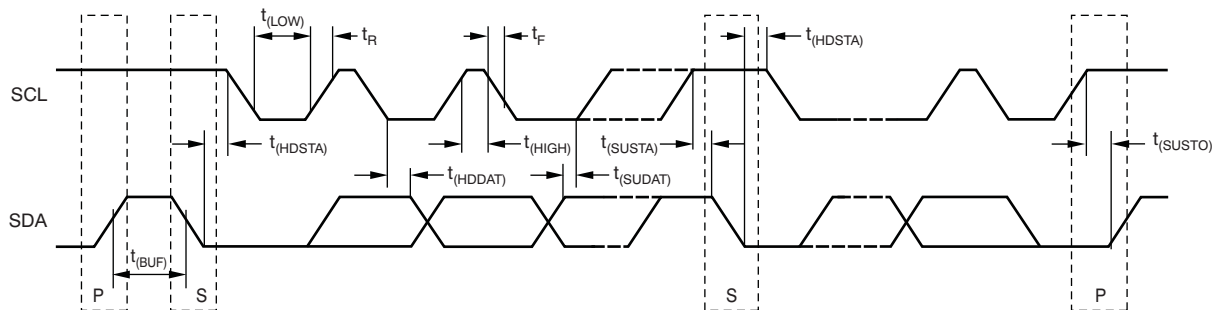 t(LOW)
tR
tF
t(HDSTA)
SCL
t(HDSTA)
t(HIGH)
t(SUSTA)
t(SUSTO)
t(HDDAT)
t(SUDAT)
SDA
t(BUF)
P
S
S
P